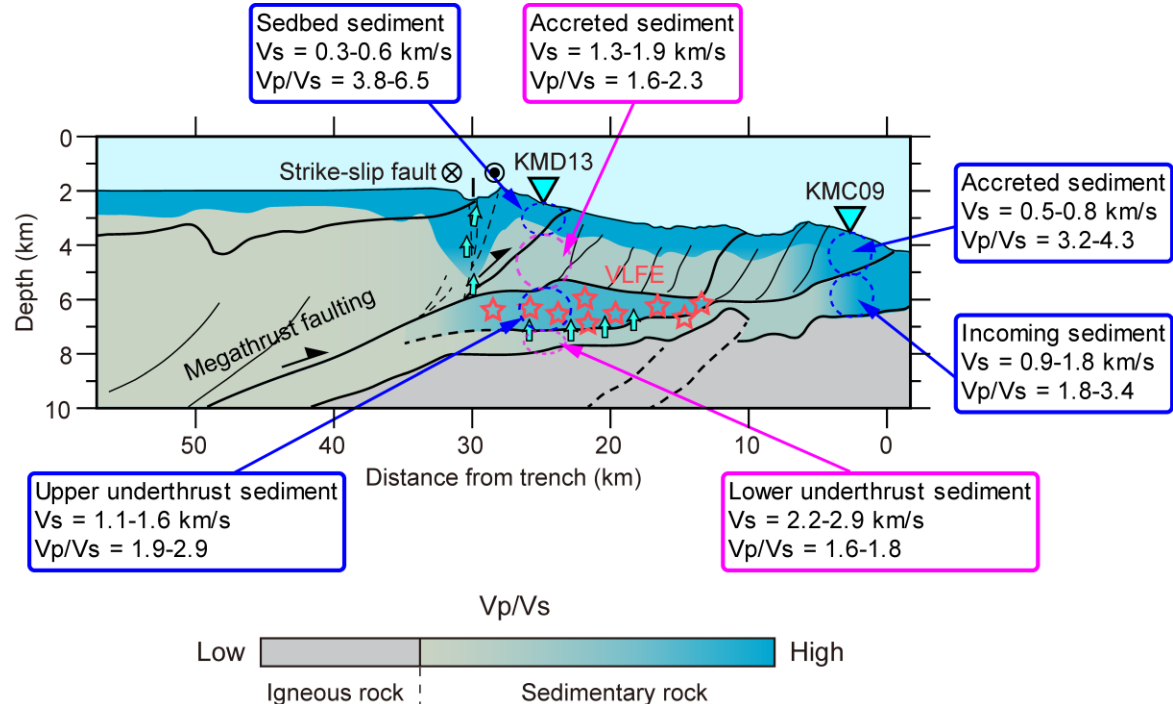 Sedbed sediment
Vs = 0.3-0.6 km/s
Vp/Vs = 3.8-6.5
Accreted sediment
Vs = 1.3-1.9 km/s
Vp/Vs = 1.6-2.3
Accreted sediment
Vs = 0.5-0.8 km/s
Vp/Vs = 3.2-4.3
Incoming sediment
Vs = 0.9-1.8 km/s
Vp/Vs = 1.8-3.4
Strike-slip fault
KMD13
KMC09
VLFE
Megathrust faulting
Depth (km)
0
2
4
6
8
10
50
40
30
20
10
0
Distance from trench (km)
Upper underthrust sediment
Vs = 1.1-1.6 km/s
Vp/Vs = 1.9-2.9
Lower underthrust sediment
Vs = 2.2-2.9 km/s
Vp/Vs = 1.6-1.8
Vp/Vs
Low
High
Igneous rock
Sedimentary rock